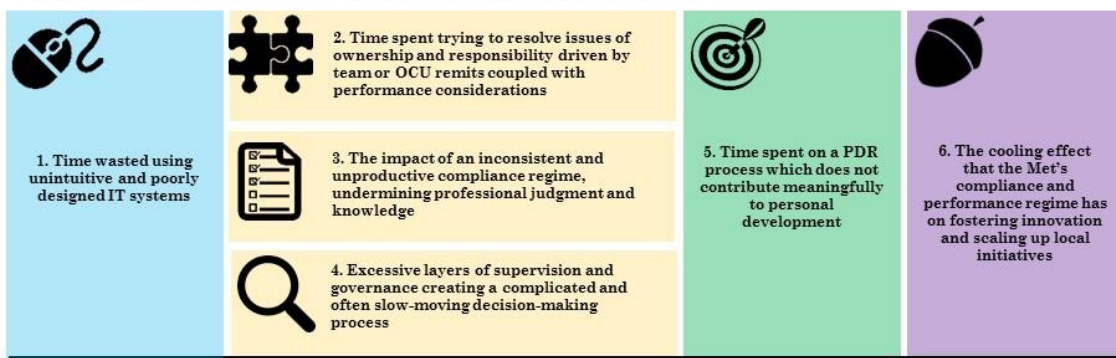 1. Time wasted using
unintuitive and poorly
designed IT systems
2. Time spent trying to resolve issues of
ownership and responsibility driven by
team or OCU remits coupled with
performance considerations
3. The impact of an inconsistent and
unproductive compliance regime,
undermining professional judgment and
knowledge
4. Excessive layers of supervision and
governance creating a complicated and
often slow-moving decision-making
process
5. Time spent on a PDR
process which does not
contribute meaningfully
to personal
development
6. The cooling effect
that the Met's
compliance and
performance regime has
on fostering innovation
and scaling up local
initiatives